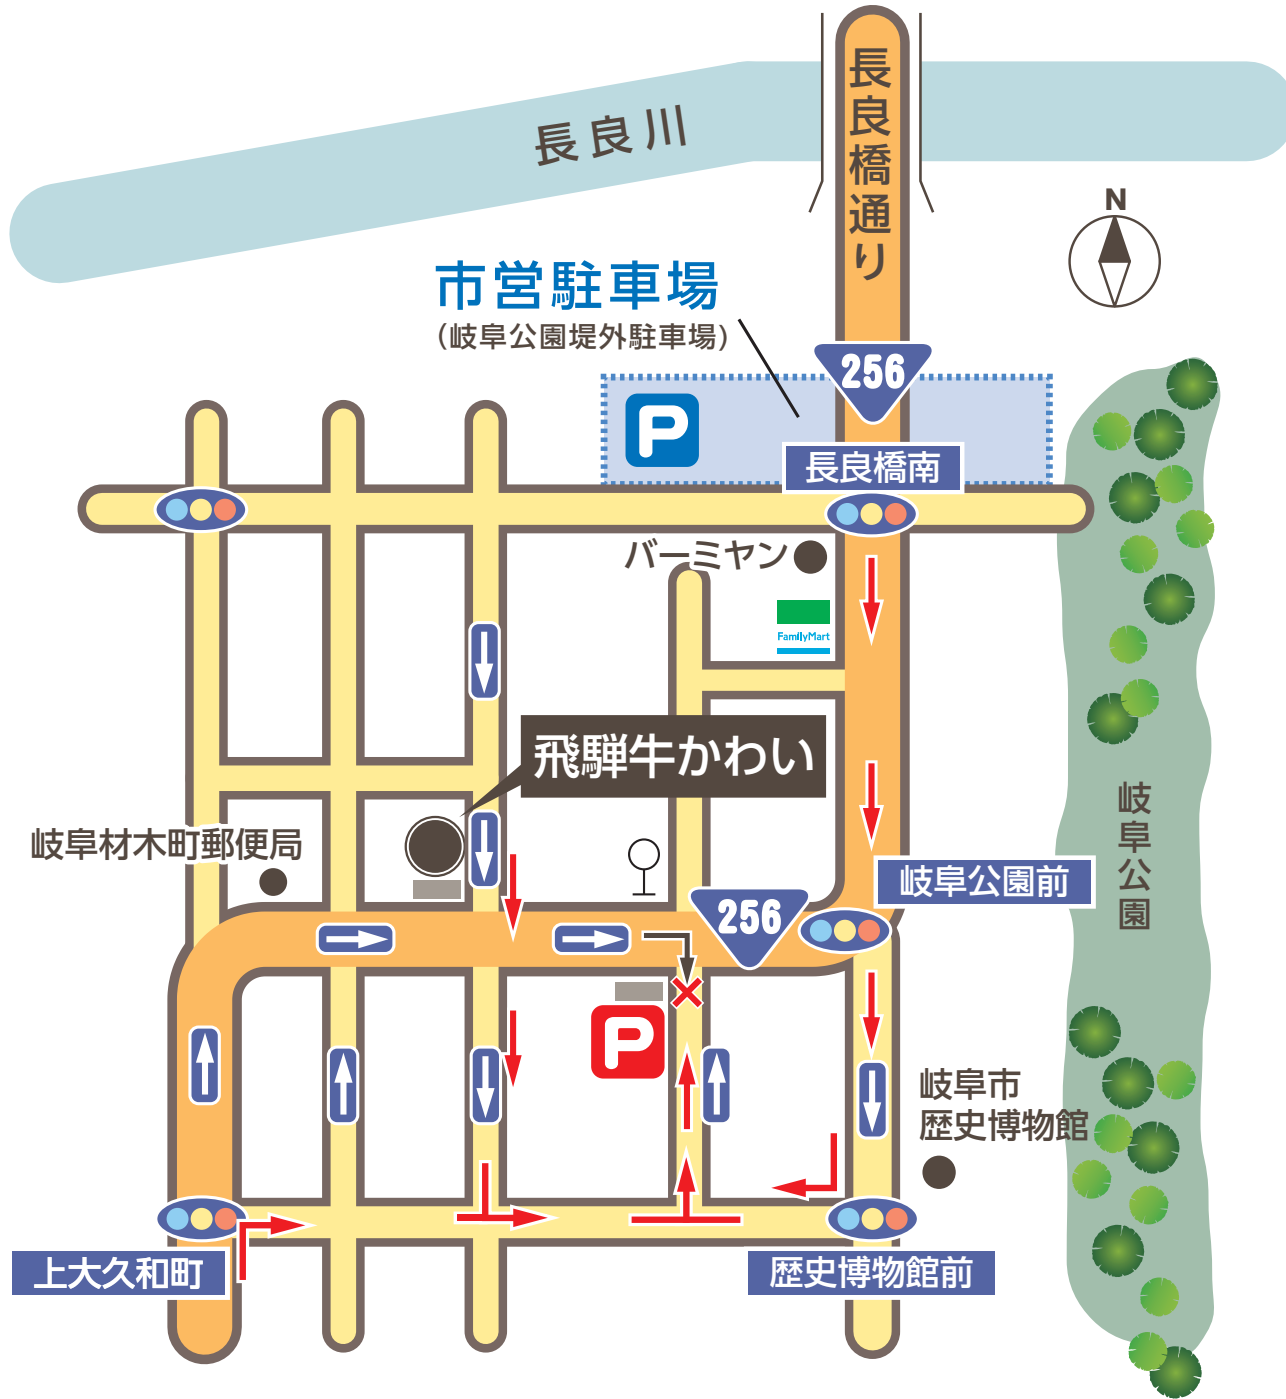 長良川
長良橋通り
N
市営駐車場
(岐阜公園堤外駐車場)
256
P
長良橋南
バーミヤン
FamilyMart
飛騨牛かわい
岐阜材木町郵便局
岐阜公園
岐阜公園前
256
P
岐阜市
歴史博物館
上大久和町
歴史博物館前